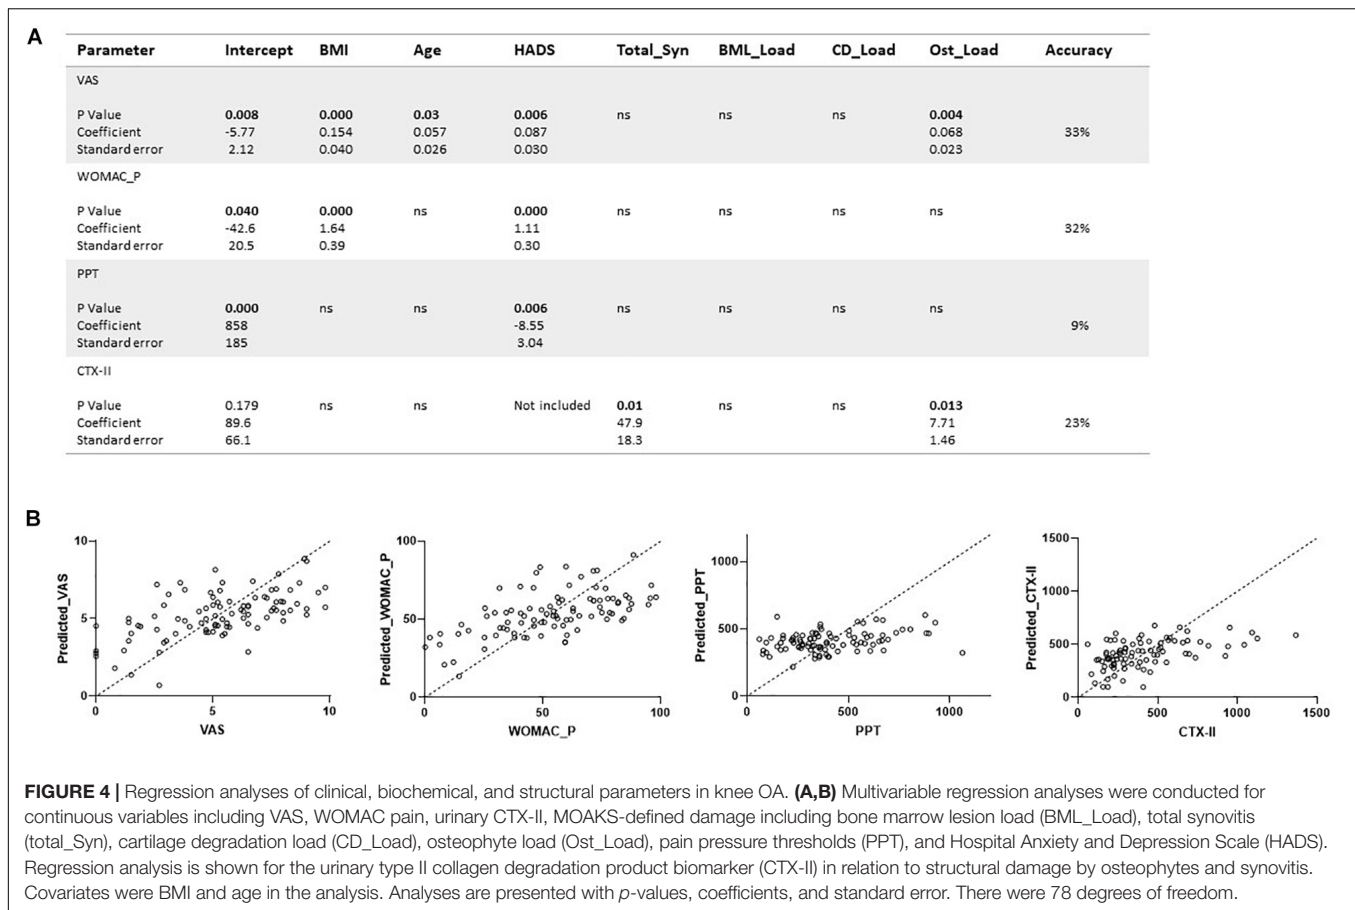 A
Parameter Intercept BMI Age HADS Total_Syn BML_Load CD_Load Ost_Load Accuracy
VAS
P Value 0.008 0.000 0.03 0.006 ns ns ns 0.004
Coefficient -5.77 0.154 0.057 0.087 0.068 33%
Standard error 2.12 0.040 0.026 0.030 0.023
WOMAC_P
P Value 0.040 0.000 ns 0.000 ns ns ns ns
Coefficient -42.6 1.64 1.11 32%
Standard error 20.5 0.39 0.30
PPT
P Value 0.000 ns ns 0.006 ns ns ns ns
Coefficient 858 -8.55 9%
Standard error 185 3.04
CTX-II
P Value 0.179 ns ns Not included 0.01 ns ns 0.013
Coefficient 89.6 47.9 7.71 23%
Standard error 66.1 18.3 1.46
B
10
5
0
Predicted_VAS
0 5 10
VAS
100
50
0
Predicted_WOMAC_P
0 50 100
WOMAC_P
1000
500
0
Predicted_PPT
0 500 1000
PPT
1500
1000
500
0
Predicted_CTX-II
0 500 1000 1500
CTX-II
FIGURE 4 | Regression analyses of clinical, biochemical, and structural parameters in knee OA. (A,B) Multivariable regression analyses were conducted for
continuous variables including VAS, WOMAC pain, urinary CTX-II, MOAKS-defined damage including bone marrow lesion load (BML_Load), total synovitis
(total_Syn), cartilage degradation load (CD_Load), osteophyte load (Ost_Load), pain pressure thresholds (PPT), and Hospital Anxiety and Depression Scale (HADS).
Regression analysis is shown for the urinary type II collagen degradation product biomarker (CTX-II) in relation to structural damage by osteophytes and synovitis.
Covariates were BMI and age in the analysis. Analyses are presented with p-values, coefficients, and standard error. There were 78 degrees of freedom.